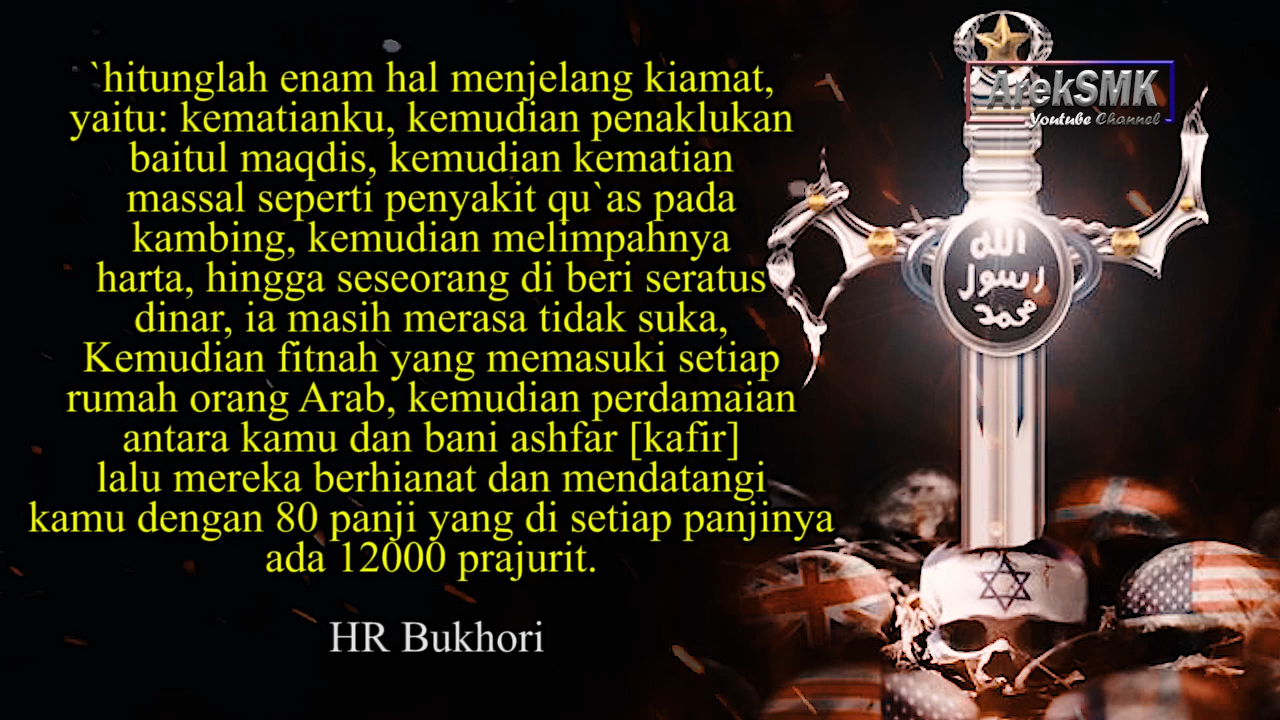 `hitunglah enam hal menjelang kiamat,
yaitu: kematianku, kemudian penaklukan
baitul maqdis, kemudian kematian
massal seperti penyakit qu`as pada
kambing, kemudian melimpahnya
harta, hingga seseorang di beri seratus
dinar, ia masih merasa tidak suka,
Kemudian fitnah yang memasuki setiap
rumah orang Arab, kemudian perdamaian
antara kamu dan bani ashfar [kafir]
lalu mereka berhianat dan mendatangi
kamu dengan 80 panji yang di setiap panjinya
ada 12000 prajurit.
HR Bukhori
ArekSMK
Youtube Channel
الله
رسول
محمد